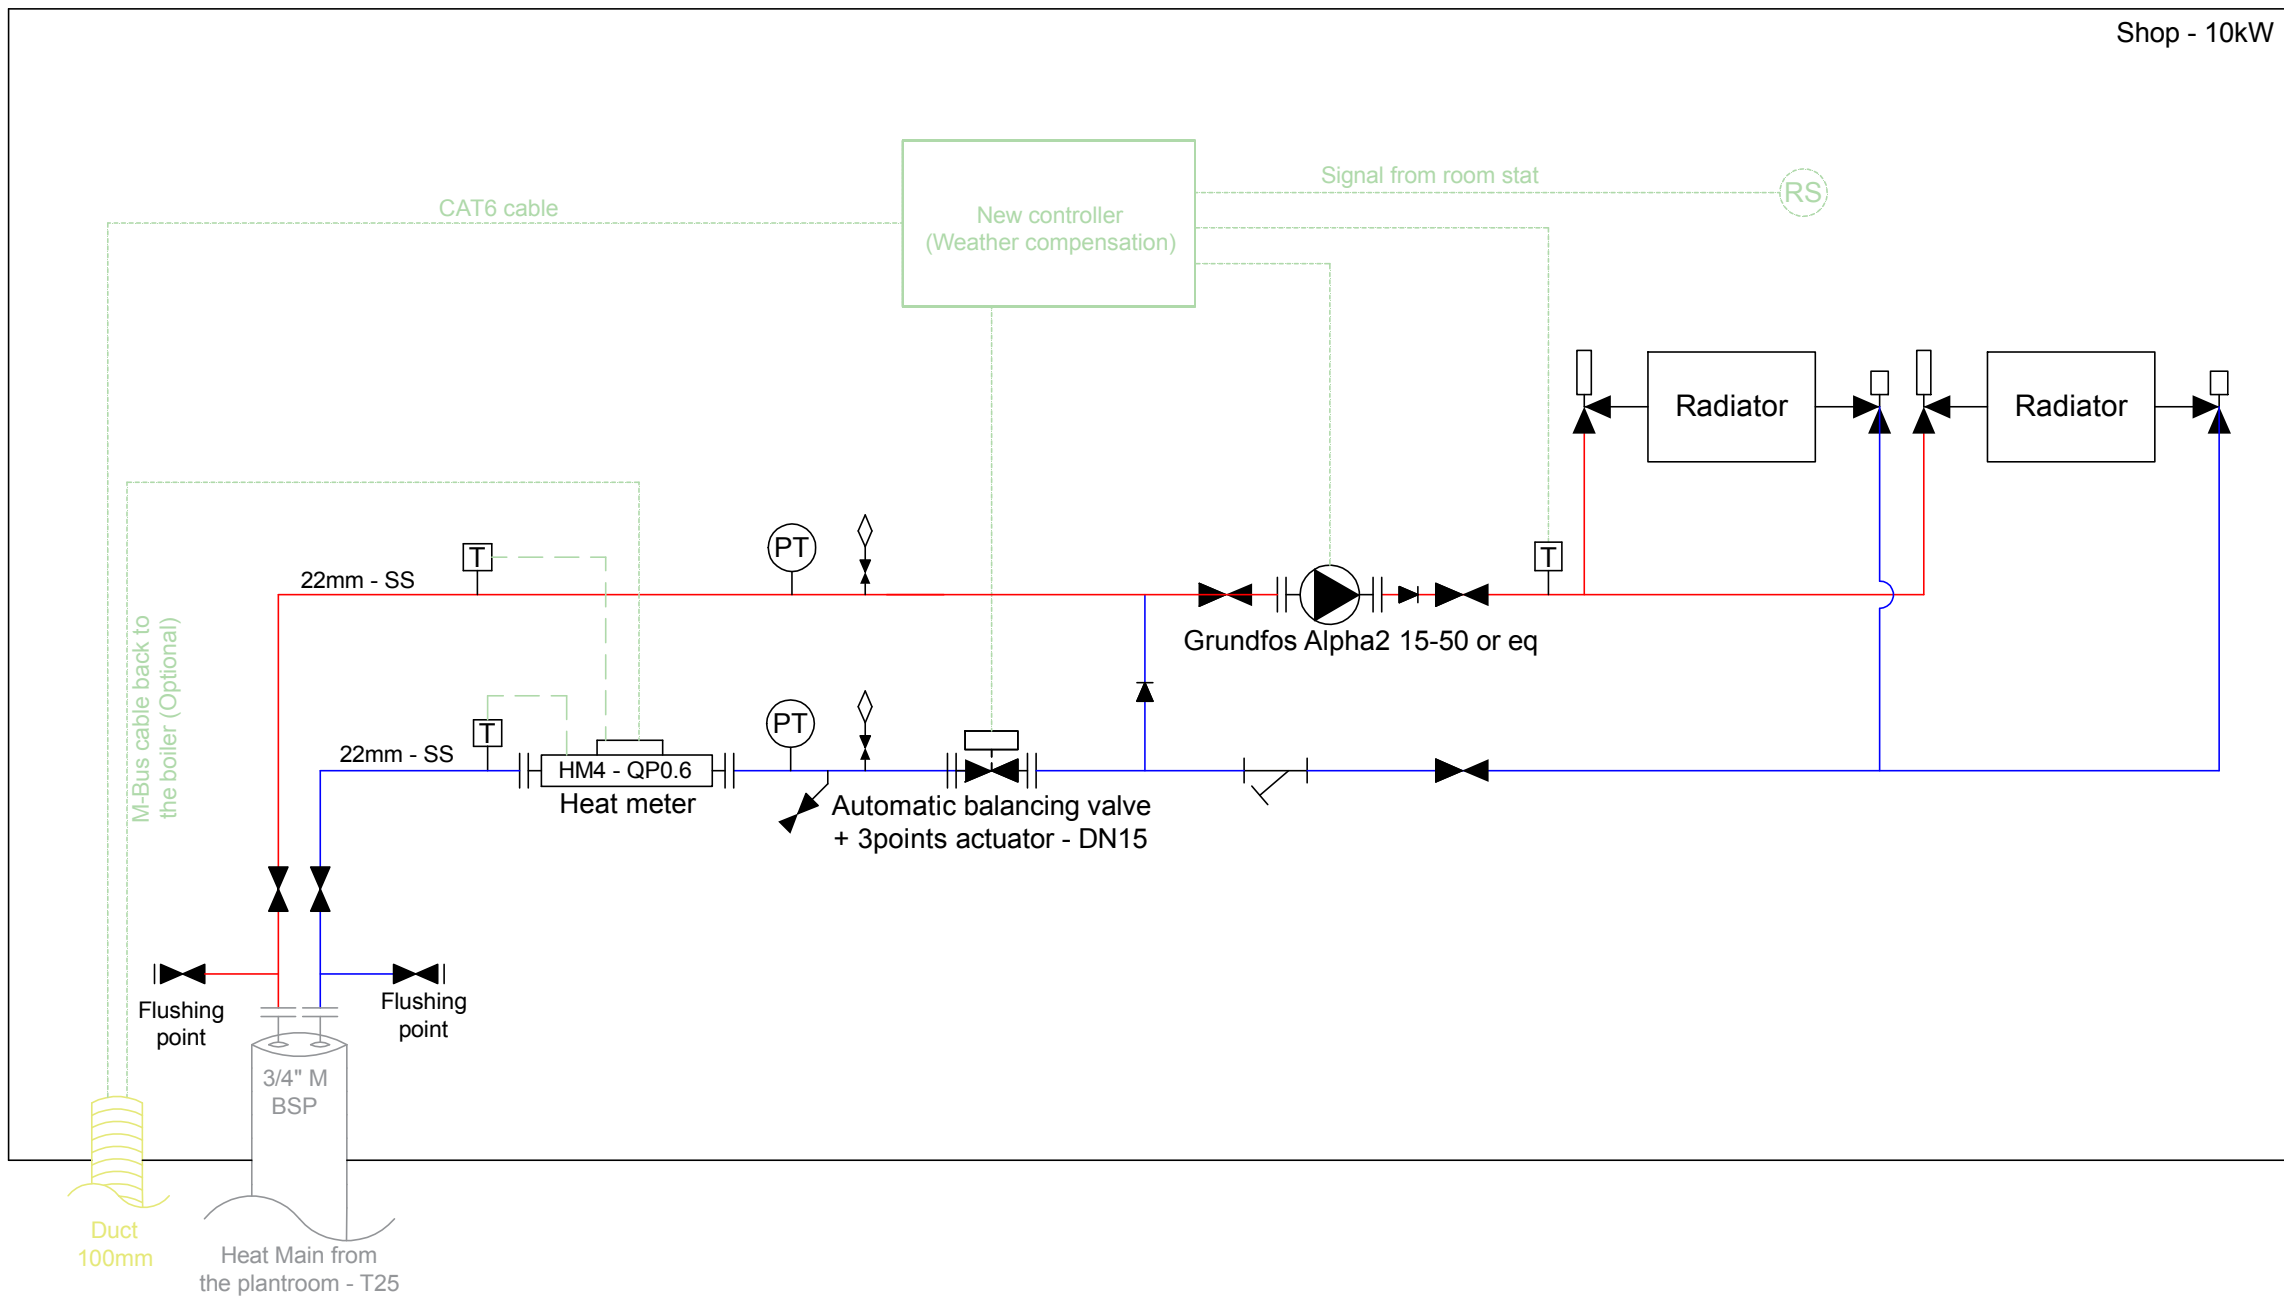 Shop - 10kW
Signal from room stat
RS
CAT6 cable
New controller
(Weather compensation)
Radiator
Radiator
T
PT
T
22mm - SS
Grundfos Alpha2 15-50 or eq
M-Bus cable back to
the boiler (Optional)
T
PT
22mm - SS
HM4 - QP0.6
Heat meter
Automatic balancing valve
+ 3points actuator - DN15
Flushing
point
Flushing
point
3/4" M
BSP
Duct
100mm
Heat Main from
the plantroom - T25